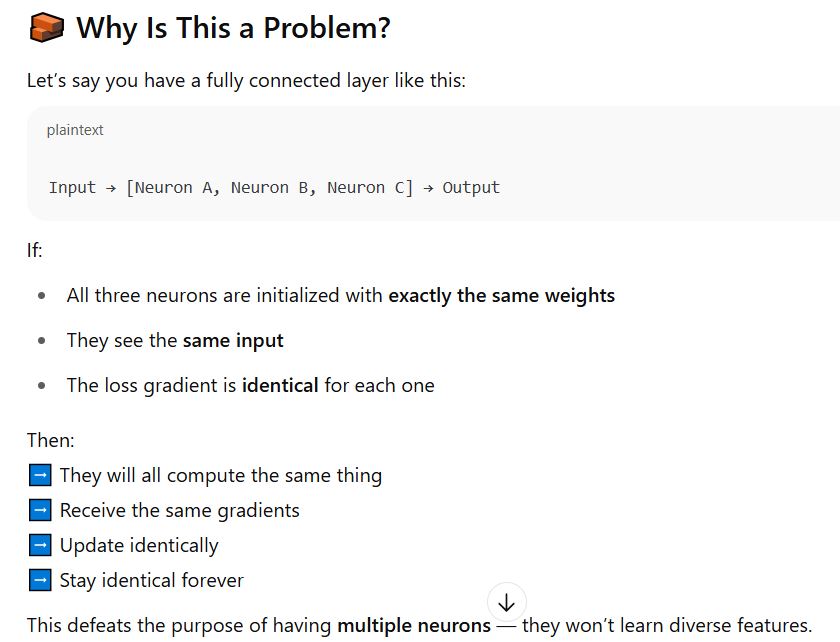 Why Is This a Problem?
Let's say you have a fully connected layer like this:
plaintext
Input → [Neuron A, Neuron B, Neuron C] → Output
If:
• All three neurons are initialized with exactly the same weights
• They see the same input
• The loss gradient is identical for each one
Then:
➡ They will all compute the same thing
➡ Receive the same gradients
➡ Update identically
➡ Stay identical forever
This defeats the purpose of having multiple neurons — they won't learn diverse features.